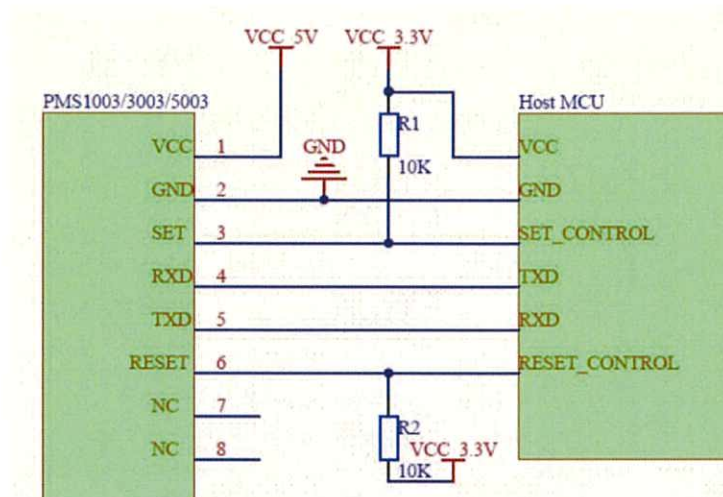 VCC_5V
VCC_3.3V
PMS1003/3003/5003
Host MCU
R1
VCC 1
GND
VCC
10K
GND 2
GND
SET 3
SET_CONTROL
RXD 4
TXD
TXD 5
RXD
RESET 6
RESET_CONTROL
NC 7
R2
VCC_3.3V
NC 8
10K